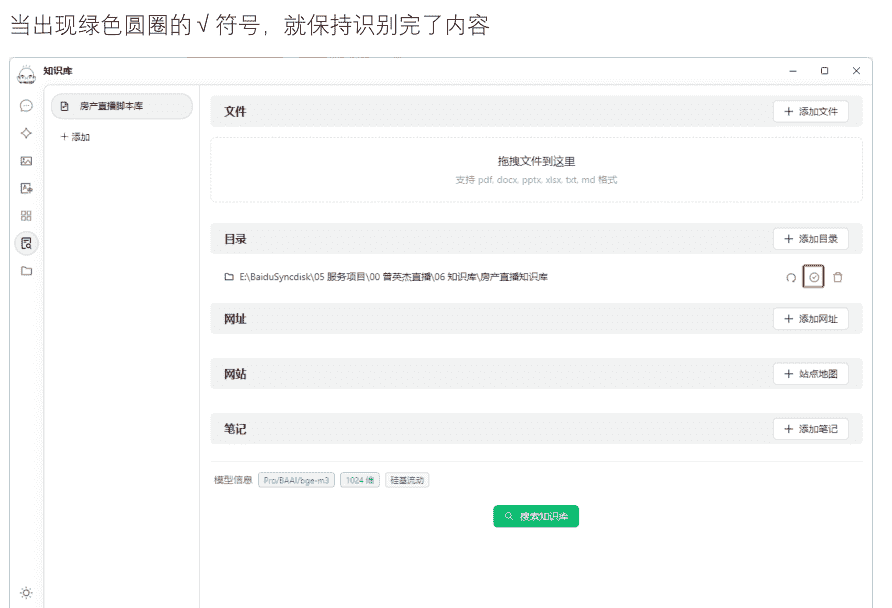 当出现绿色圆圈的√符号，就保持识别完了内容
知识库
房产直播脚本库
+ 添加
文件
+ 添加文件
拖拽文件到这里
支持 pdf, docx, pptx, xlsx, txt, md 格式
目录
+ 添加目录
E:\BaiduSyncdisk\05 服务项目\00 曾英杰直播\06 知识库\房产直播知识库
网址
+ 添加网址
网站
+ 站点地图
笔记
+ 添加笔记
模型信息 Pro/BAAI/bge-m3 1024 维 硅基流动
搜索知识库